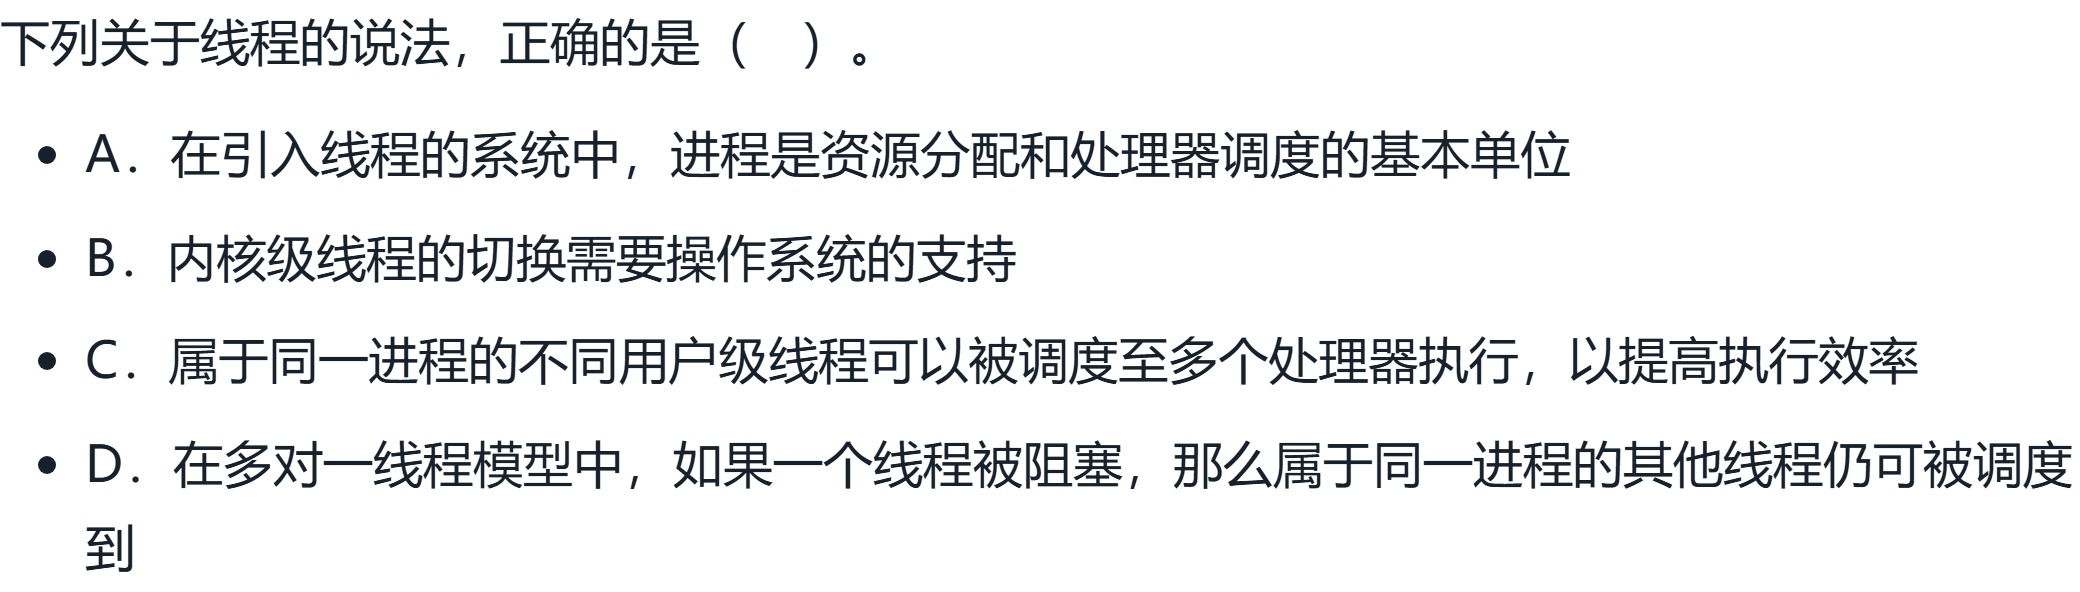 下列关于线程的说法，正确的是（　）。
• A．在引入线程的系统中，进程是资源分配和处理器调度的基本单位
• B．内核级线程的切换需要操作系统的支持
• C．属于同一进程的不同用户级线程可以被调度至多个处理器执行，以提高执行效率
• D．在多对一线程模型中，如果一个线程被阻塞，那么属于同一进程的其他线程仍可被调度
到